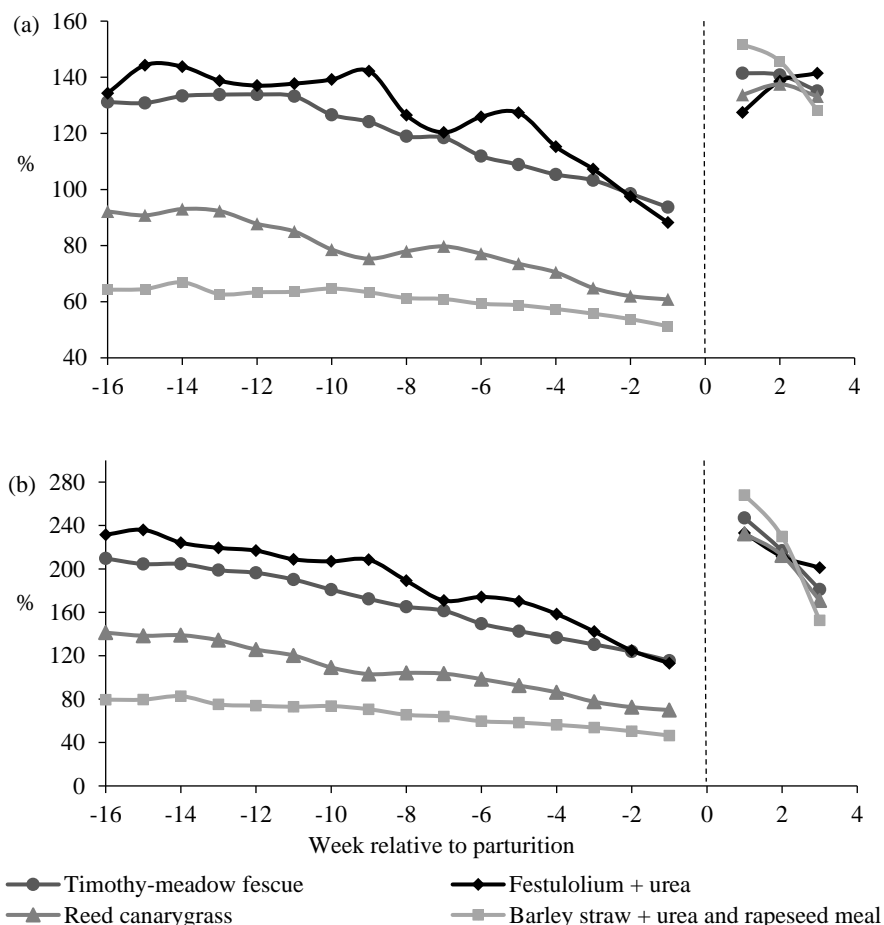 (a)
160
140
120
%
100
80
60
40
-16 -14 -12 -10 -8 -6 -4 -2 0 2 4
(b)
280
240
200
%
160
120
80
40
0
-16 -14 -12 -10 -8 -6 -4 -2 0 2 4
Week relative to parturition
Timothy-meadow fescue Festulolium + urea
Reed canarygrass Barley straw + urea and rapeseed meal